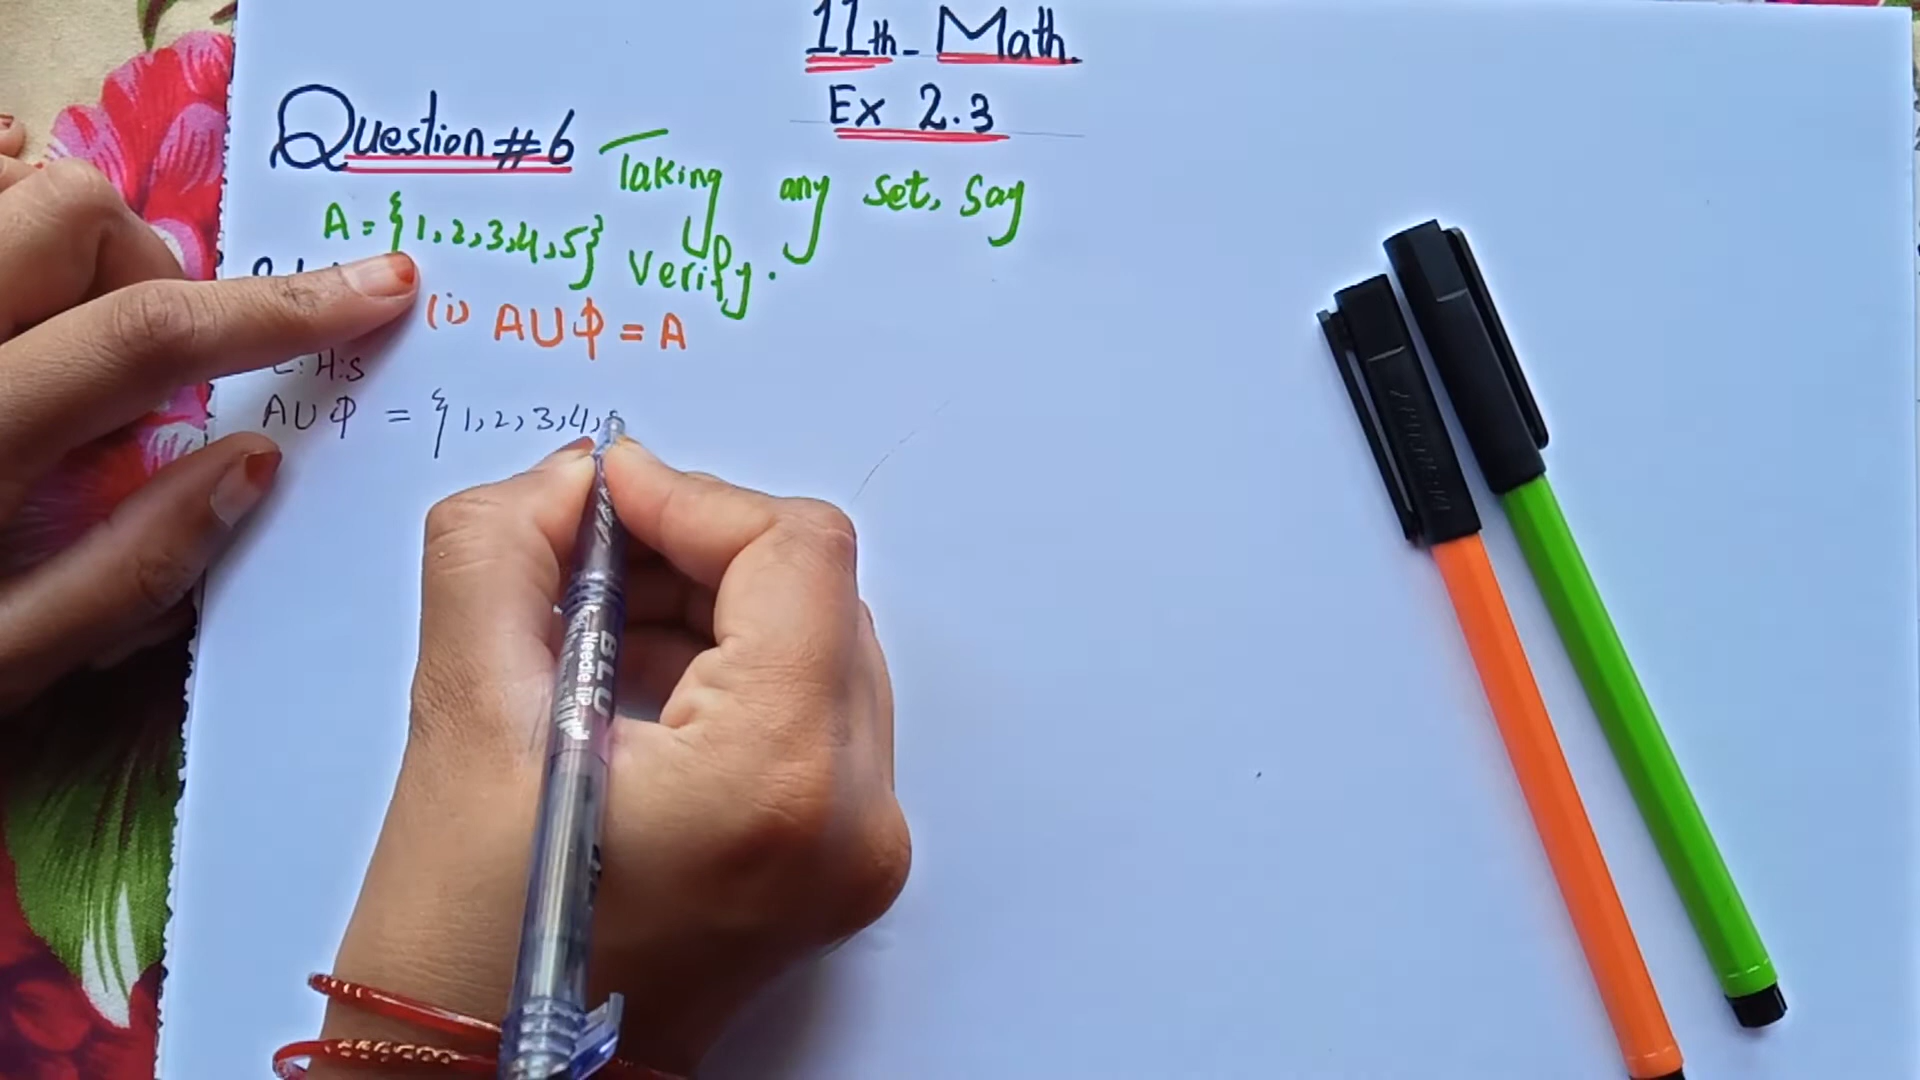 11th - Math.
Ex 2.3
Question #6 Taking any set, say
A = {1,2,3,4,5} verify.
(i) A∪Φ = A
L.H.S
A∪Φ = {1,2,3,4,
BLU
Needle Tip